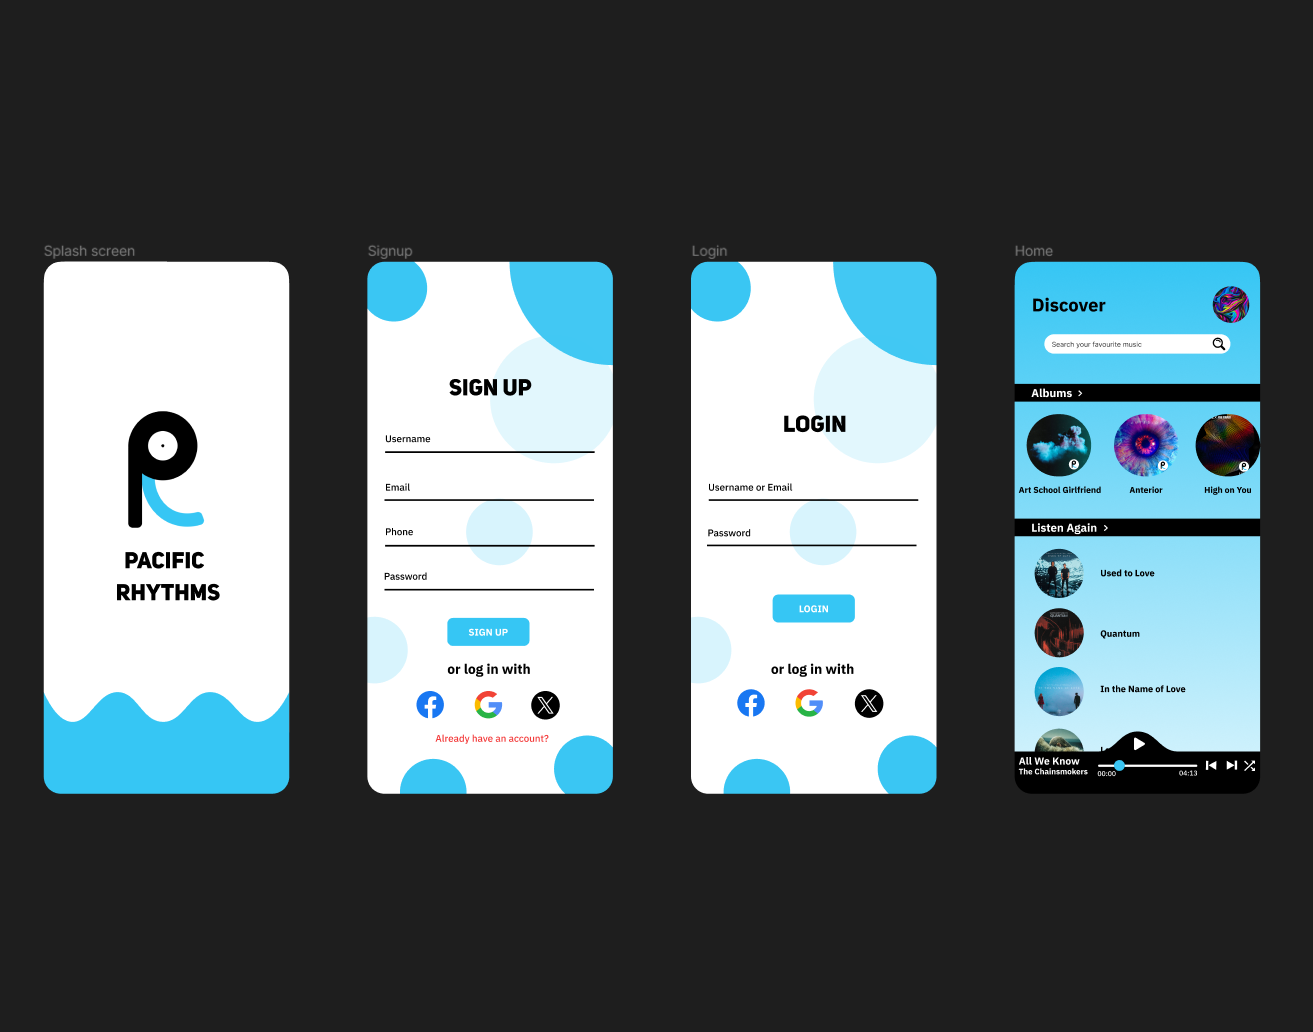 Splash screen
PACIFIC
RHYTHMS
Signup
SIGN UP
Username
Email
Phone
Password
SIGN UP
or log in with
Already have an account?
Login
LOGIN
Username or Email
Password
LOGIN
or log in with
Home
Discover
Search your favourite music
Albums >
Art School Girlfriend
Anterior
High on You
Listen Again >
Used to Love
Quantum
In the Name of Love
All We Know
The Chainsmokers
00:00
04:13